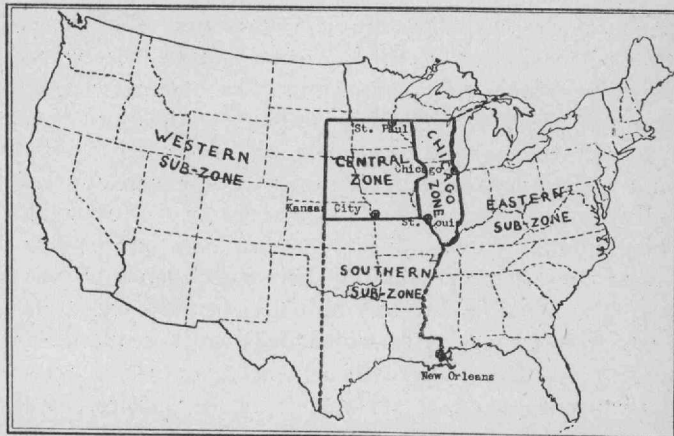 St. Paul
WESTERN
SUB-ZONE
CENTRAL
ZONE
CHICAGO
ZONE
Chicago
Kansas City
St. Loui
EASTERN
SUB-ZONE
SOUTHERN
SUB-ZONE
New Orleans